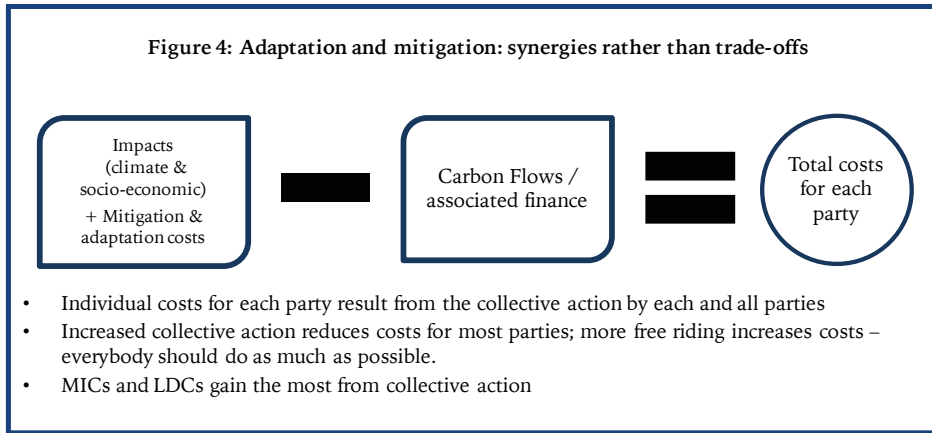 Figure 4: Adaptation and mitigation: synergies rather than trade-offs
Impacts
(climate &
socio-economic)
+ Mitigation &
adaptation costs
Carbon Flows /
associated finance
Total costs
for each
party
• Individual costs for each party result from the collective action by each and all parties
• Increased collective action reduces costs for most parties; more free riding increases costs –
everybody should do as much as possible.
• MICs and LDCs gain the most from collective action